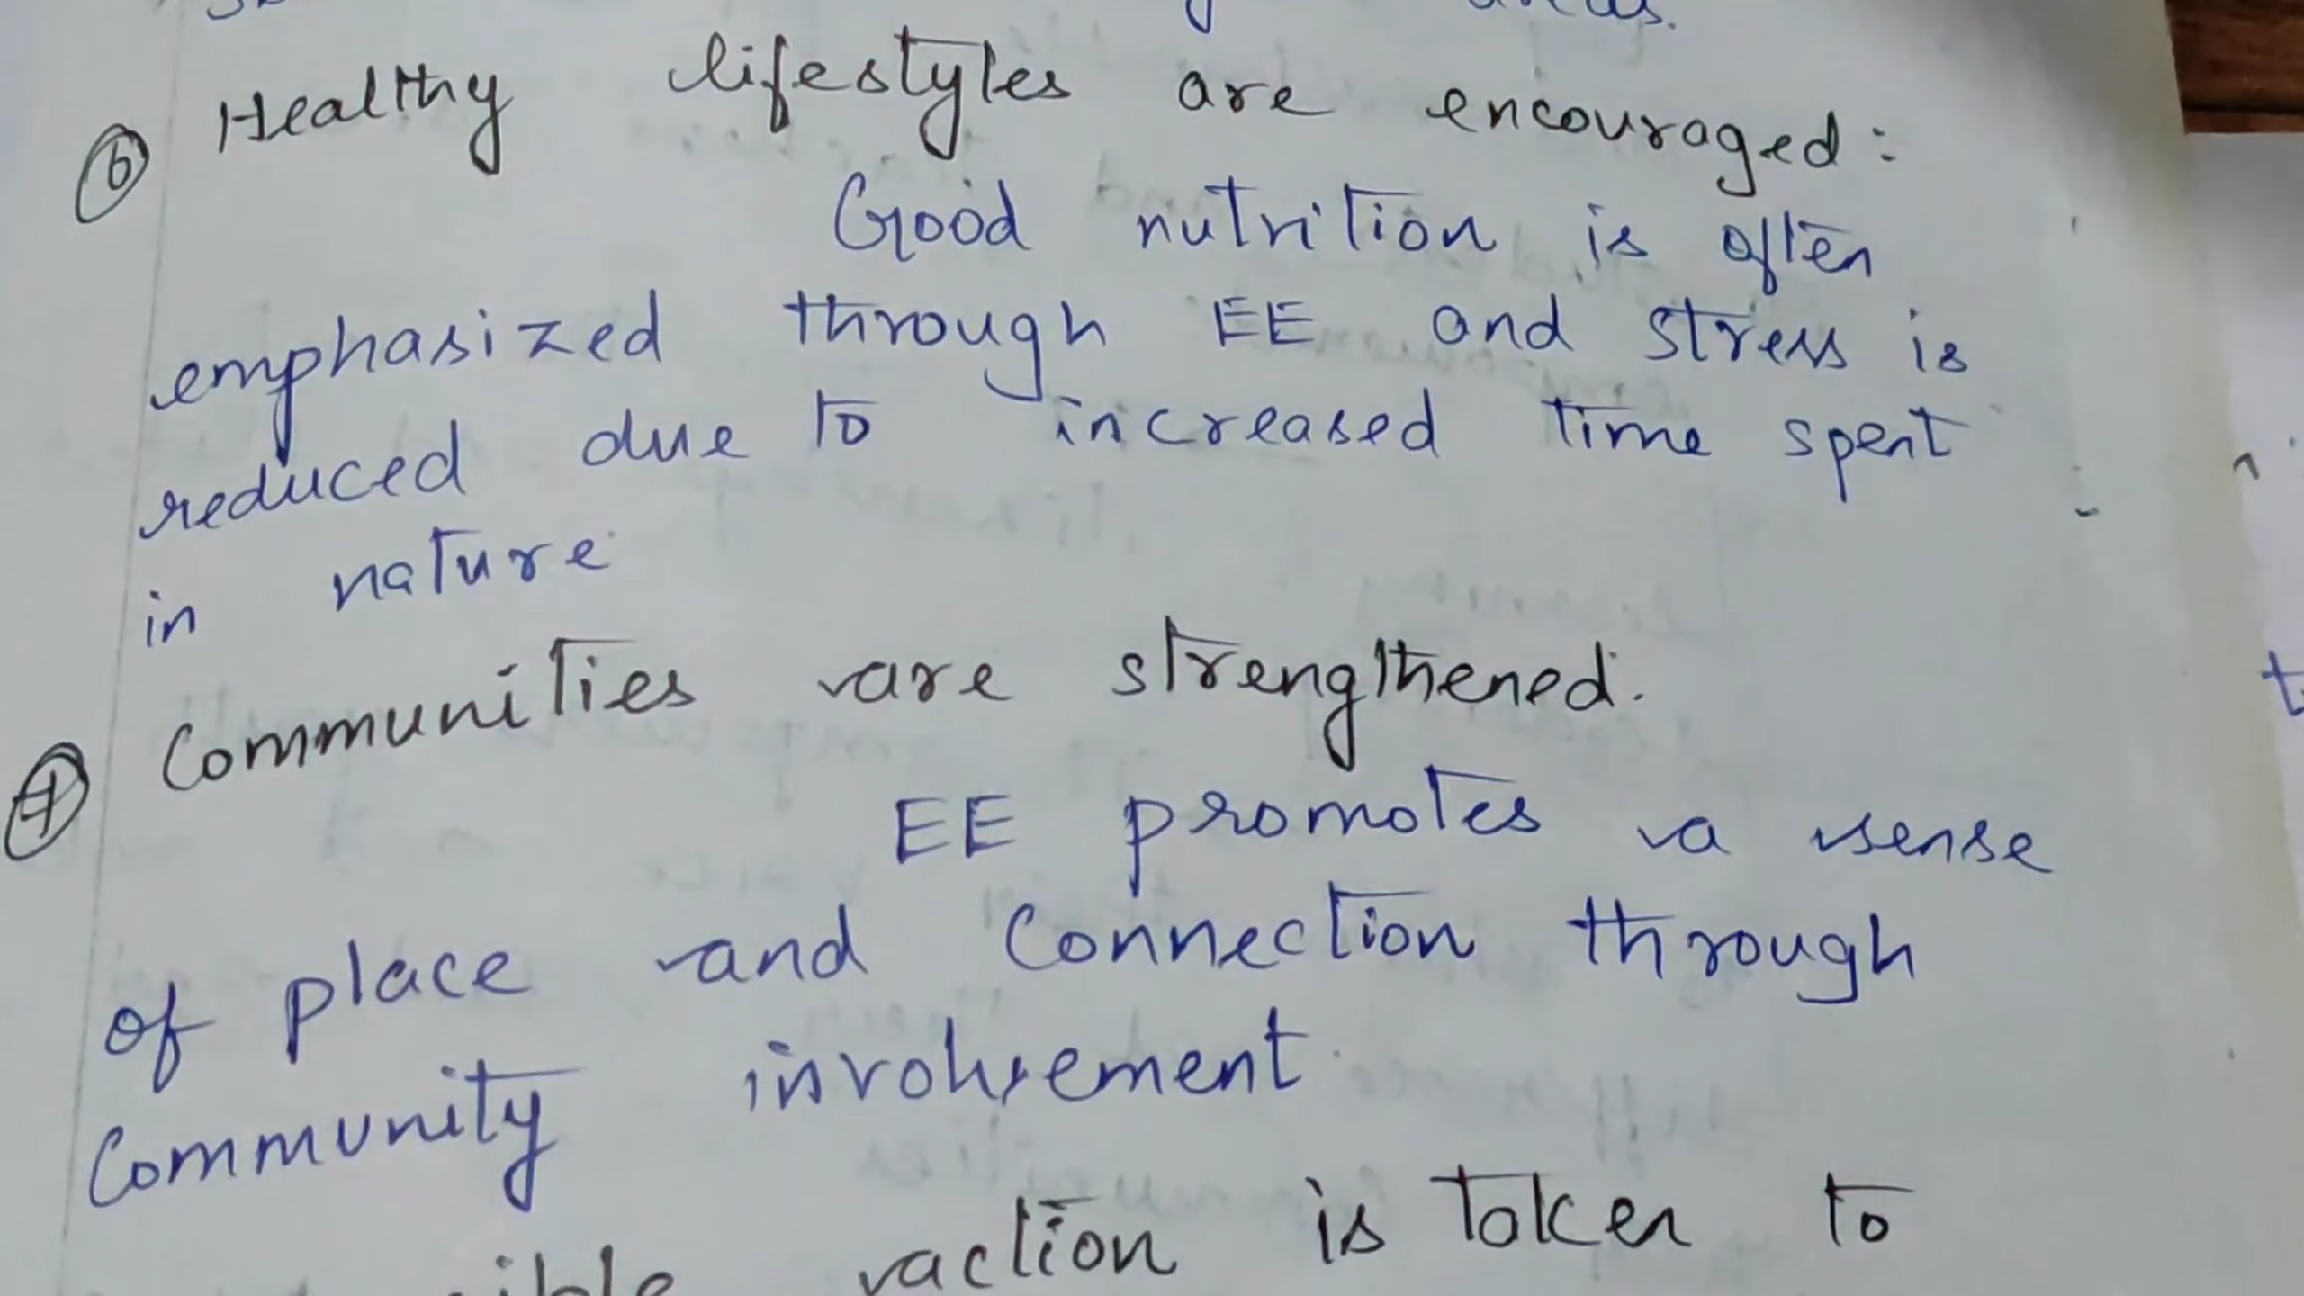 ⑥ Healthy lifestyles are encouraged:
Good nutrition is often
emphasized through EE and stress is
reduced due to increased time spent
in nature
⑦ Communities are strengthened.
EE promotes a sense
of place and connection through
Community involvement
action is taken to